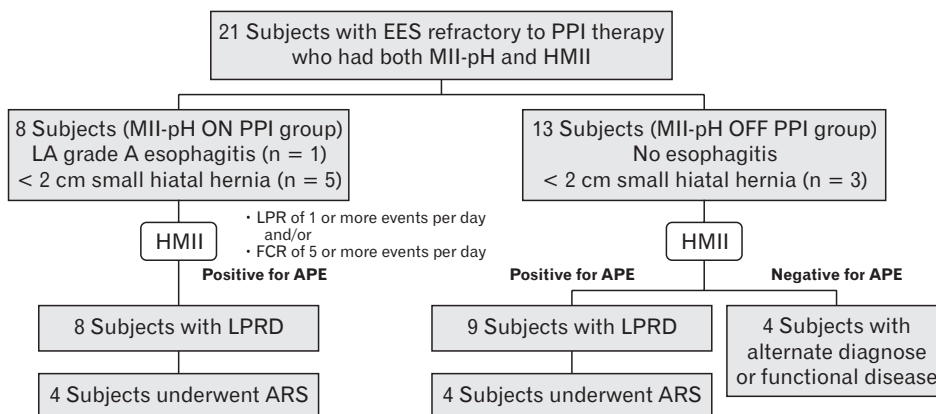 21 Subjects with EES refractory to PPI therapy
who had both MII-pH and HMII
8 Subjects (MII-pH ON PPI group)
LA grade A esophagitis (n = 1)
< 2 cm small hiatal hernia (n = 5)
13 Subjects (MII-pH OFF PPI group)
No esophagitis
< 2 cm small hiatal hernia (n = 3)
HMII
· LPR of 1 or more events per day
and/or
· FCR of 5 or more events per day
HMII
Positive for APE
Positive for APE
Negative for APE
8 Subjects with LPRD
9 Subjects with LPRD
4 Subjects with
alternate diagnose
or functional disease
4 Subjects underwent ARS
4 Subjects underwent ARS